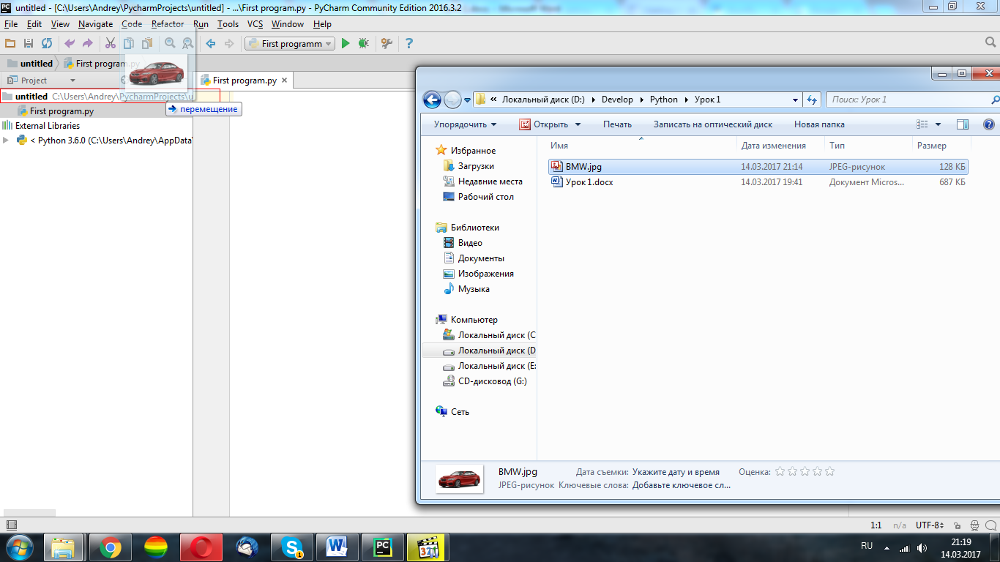 untitled - [C:\Users\Andrey\PycharmProjects\untitled] - ...\First program.py - PyCharm Community Edition 2016.3.2
File Edit View Navigate Code Refactor Run Tools VCS Window Help
First programm
untitled First program.py
Project
First program.py
untitled C:\Users\Andrey\PycharmProjects\u
перемещение
First program.py
External Libraries
< Python 3.6.0 (C:\Users\Andrey\AppData\
« Локальный диск (D:) Develop Python Урок 1
Поиск: Урок 1
Упорядочить Открыть Печать Записать на оптический диск Новая папка
Имя Дата изменения Тип Размер
BMW.jpg 14.03.2017 21:14 JPEG-рисунок 128 КБ
Урок 1.docx 14.03.2017 19:41 Документ Micros... 687 КБ
Избранное
Загрузки
Недавние места
Рабочий стол
Библиотеки
Видео
Документы
Изображения
Музыка
Компьютер
Локальный диск (C
Локальный диск (D
Локальный диск (E:
CD-дисковод (G:)
Сеть
BMW.jpg Дата съемки: Укажите дату и время Оценка:
JPEG-рисунок Ключевые слова: Добавьте ключевое сл...
1:1 n/a UTF-8
RU
21:19
14.03.2017